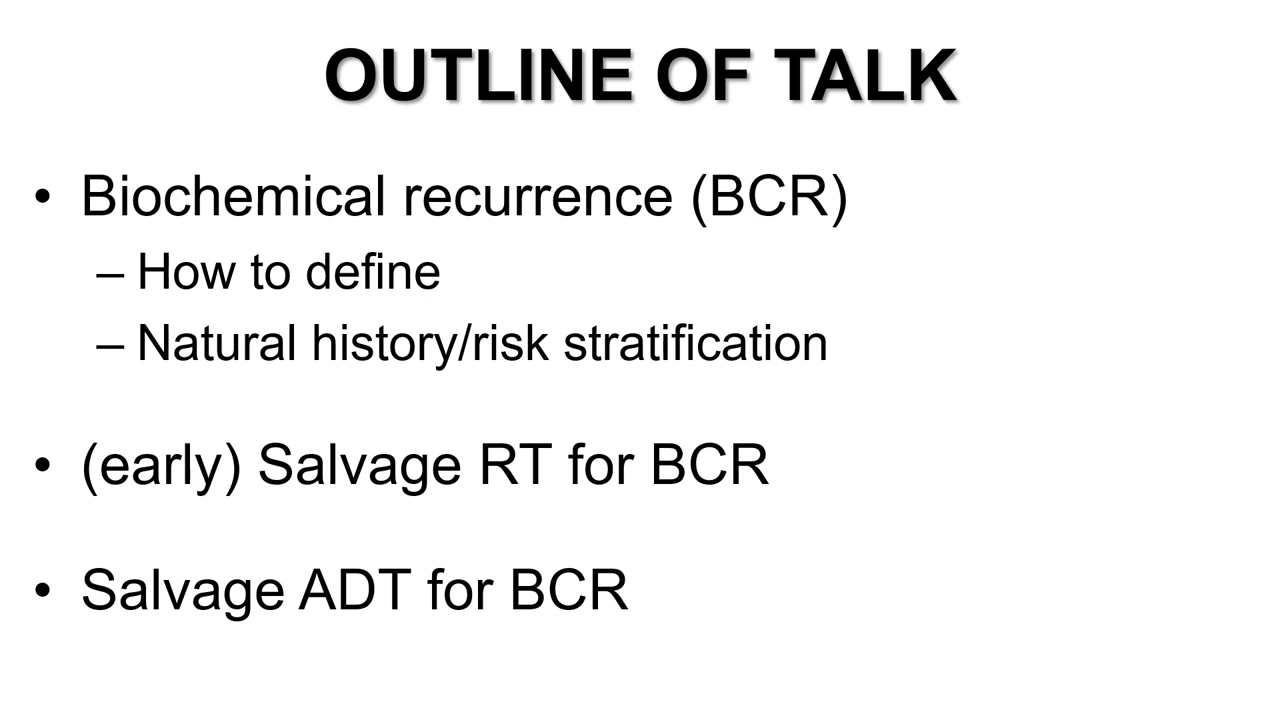 OUTLINE OF TALK
• Biochemical recurrence (BCR)
– How to define
– Natural history/risk stratification
• (early) Salvage RT for BCR
• Salvage ADT for BCR